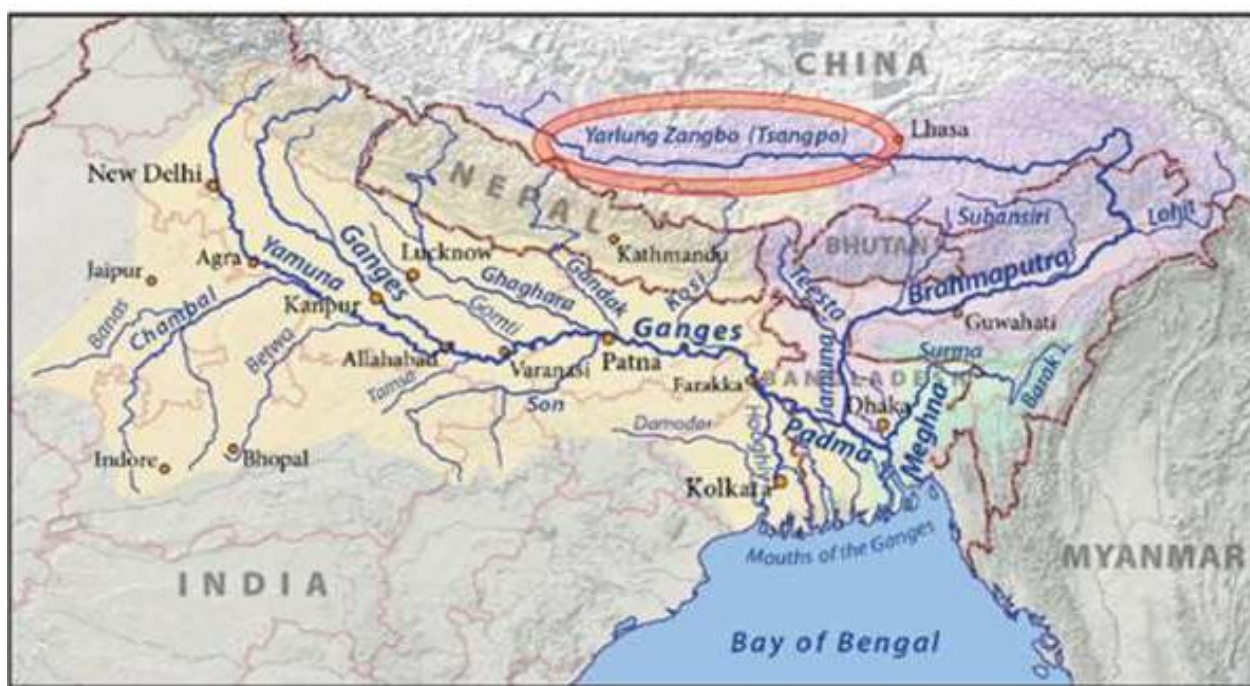 CHINA
Yarlung Zangbo (Tsangpo)
Lhasa
New Delhi
NEPAL
Subansiri
Lohit
BHUTAN
Kathmandu
Agra
Yamuna
Ganges
Lucknow
Jaipur
Ghaghara
Gandak
Kosi
Teesta
Brahmaputra
Banas
Chambal
Kanpur
Gomti
Ganges
Guwahati
Betwa
Allahabad
Varanasi
Patna
Jamuna
Surma
Tamsa
Farakka
BANGLADESH
Barak
Son
Dhaka
Damodar
Hooghly
Padma
Meghna
Indore
Bhopal
Kolkata
Mouths of the Ganges
INDIA
MYANMAR
Bay of Bengal